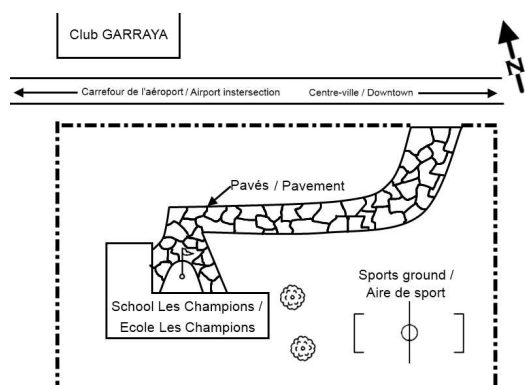 Club GARRAYA
N
Carrefour de l'aéroport / Airport instersection
Centre-ville / Downtown
Pavés / Pavement
School Les Champions /
Ecole Les Champions
Sports ground /
Aire de sport